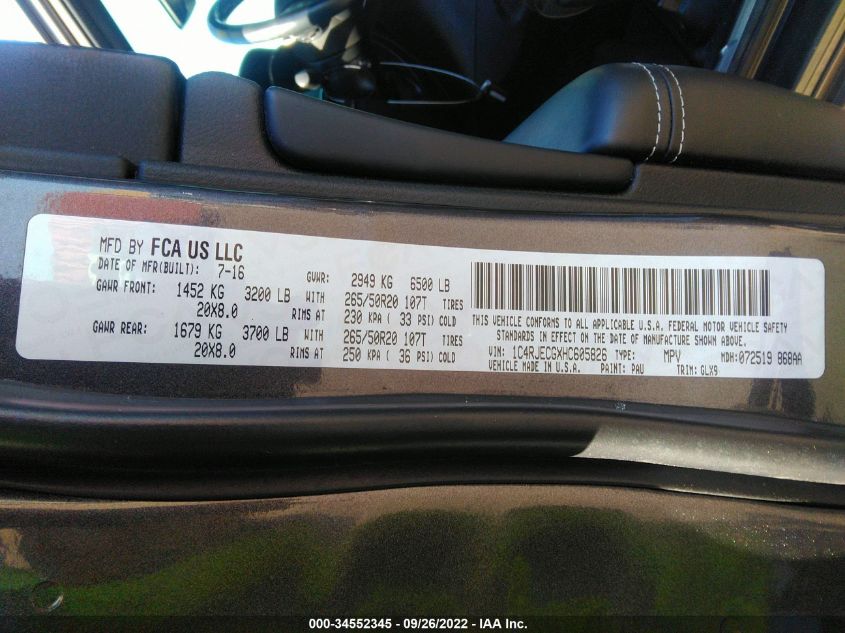 MFD BY FCA US LLC
DATE OF MFR(BUILT): 7-16 GVWR: 2949 KG 6500 LB
GAWR FRONT: 1452 KG 3200 LB WITH 265/50R20 107T TIRES
20X8.0 RIMS AT 230 KPA ( 33 PSI) COLD
GAWR REAR: 1679 KG 3700 LB WITH 265/50R20 107T TIRES
20X8.0 RIMS AT 250 KPA ( 36 PSI) COLD
THIS VEHICLE CONFORMS TO ALL APPLICABLE U.S.A. FEDERAL MOTOR VEHICLE SAFETY
STANDARDS IN EFFECT ON THE DATE OF MANUFACTURE SHOWN ABOVE.
VIN: 1C4RJECGXHC605826 TYPE: MPV MDH:072519 868AA
VEHICLE MADE IN U.S.A. PAINT: PAU TRIM: GLX9
000-34552345 - 09/26/2022 - IAA Inc.